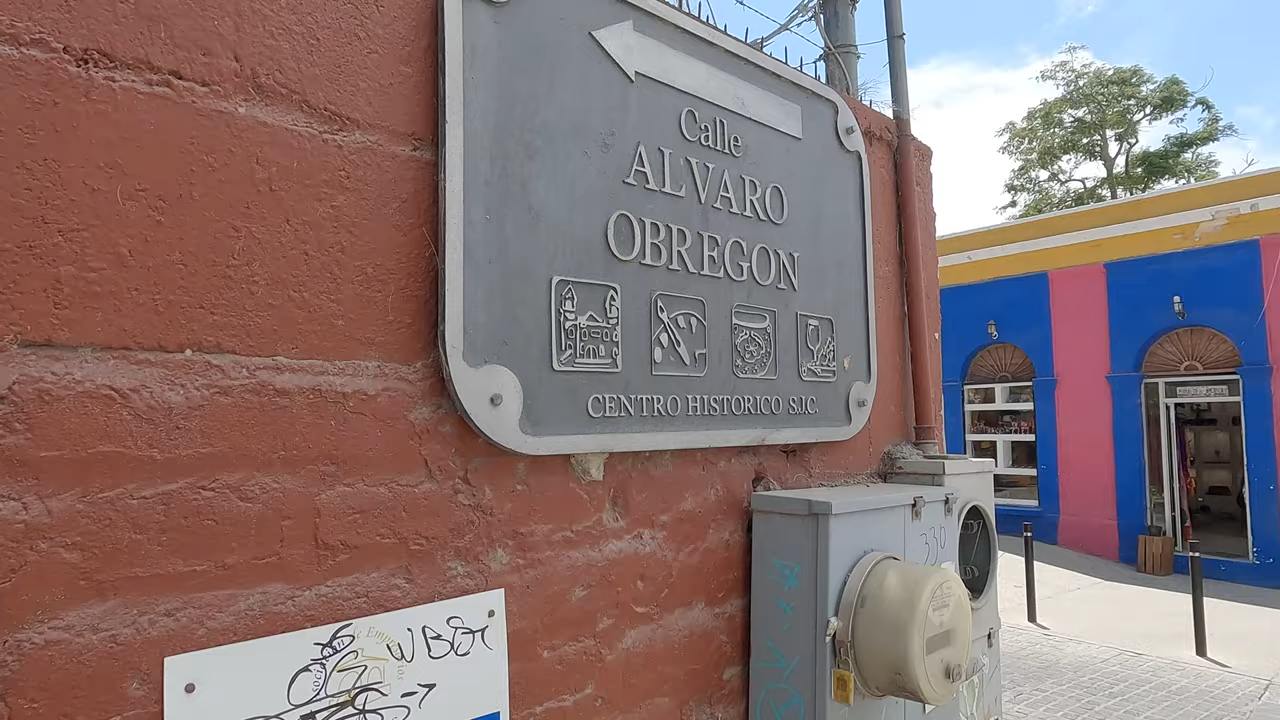 Calle
ALVARO
OBREGON
CENTRO HISTORICO S.J.C.
330